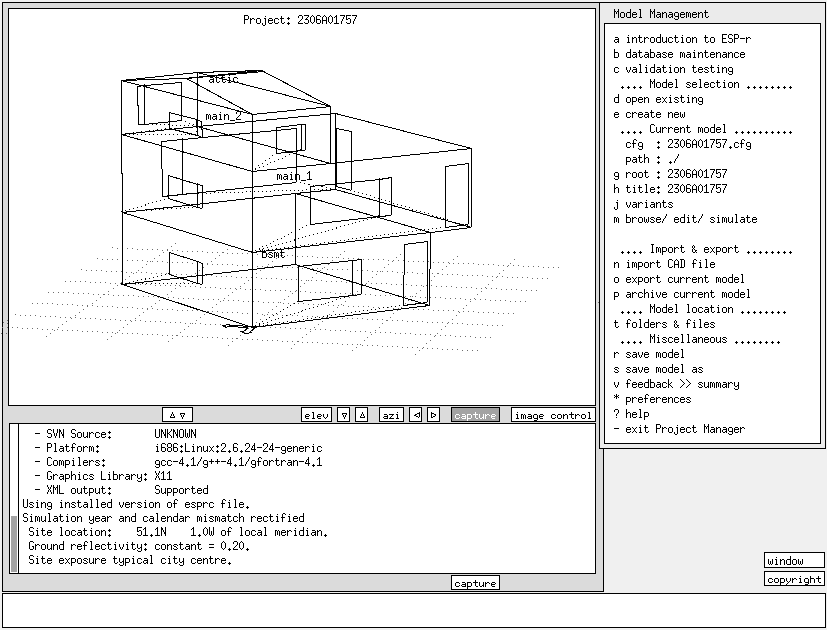 Project: 2306A01757
attic
main_2
main_1
bsmt
elev
azi
capture
image control
- SVN Source:       UNKNOWN
- Platform:         i686:Linux:2.6.24-24-generic
- Compilers:        gcc-4.1/g++-4.1/gfortran-4.1
- Graphics Library: X11
- XML output:       Supported
Using installed version of esprc file.
Simulation year and calendar mismatch rectified
Site location:    51.1N    1.0W of local meridian.
Ground reflectivity: constant = 0.20.
Site exposure typical city centre.
capture
Model Management
a introduction to ESP-r
b database maintenance
c validation testing
.... Model selection ........
d open existing
e create new
.... Current model ..........
cfg  : 2306A01757.cfg
path : ./
g root : 2306A01757
h title: 2306A01757
j variants
m browse/ edit/ simulate
.... Import & export ........
n import CAD file
o export current model
p archive current model
.... Model location ........
t folders & files
.... Miscellaneous ........
r save model
s save model as
v feedback >> summary
* preferences
? help
- exit Project Manager
window
copyright